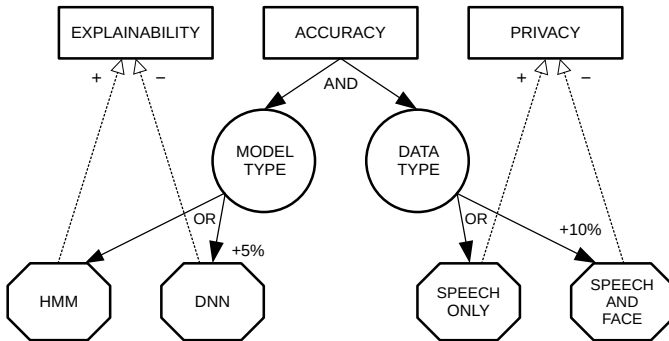 EXPLAINABILITY
ACCURACY
PRIVACY
+
−
AND
+
−
MODEL
TYPE
DATA
TYPE
OR
+5%
OR
+10%
HMM
DNN
SPEECH
ONLY
SPEECH
AND
FACE